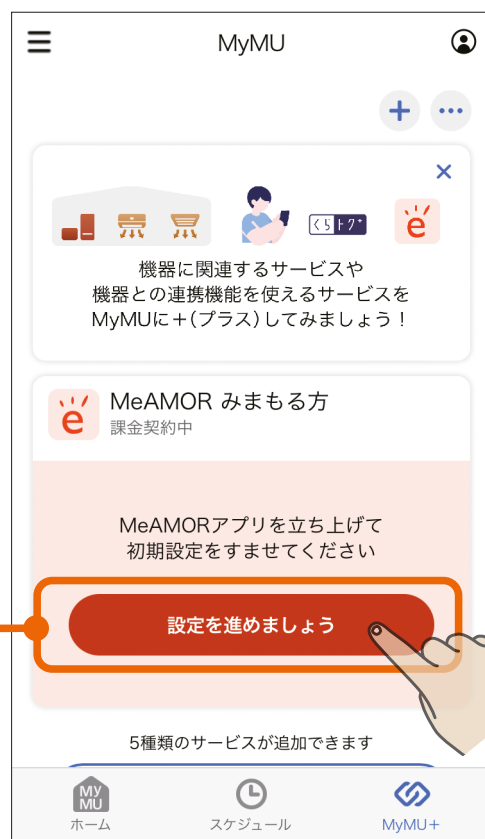 MyMU
くらトク+
e
機器に関連するサービスや
機器との連携機能を使えるサービスを
MyMUに+(プラス)してみましょう！
e
MeAMOR みまもる方
課金契約中
MeAMORアプリを立ち上げて
初期設定をすませてください
設定を進めましょう
5種類のサービスが追加できます
MY
MU
ホーム
スケジュール
MyMU+